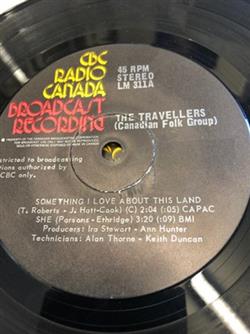 CBC
RADIO
CANADA
BROADCAST
RECORDING
45 RPM
STEREO
LM 311A
THE TRAVELLERS
(Canadian Folk Group)
stricted to broadcasting
tions authorized by
CBC only.
SOMETHING I LOVE ABOUT THIS LAND
(T. Roberts - J. Hatt-Cook) (C) 2:04 (:05) CAPAC
SHE (Parsons - Ethridge) 3:20 (:09) BMI
Producers: Ira Stewart - Ann Hunter
Technicians: Alan Thorne - Keith Duncan